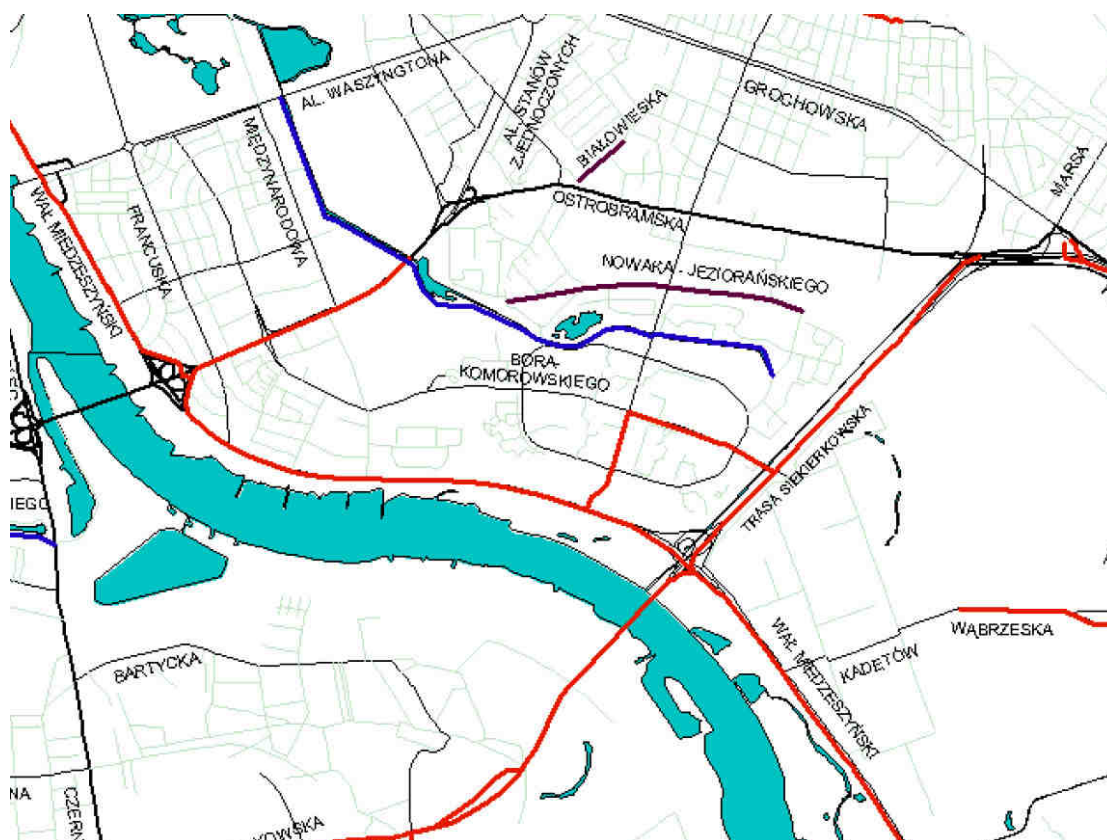 AL. WASZYNGTONA
AL. STANÓW
ZJEDNOCZONYCH
GROCHOWSKA
MIĘDZYNARODOWA
BIAŁOWIESKA
MARSA
WAŁ MIEDZESZYŃSKI
FRANCUSKA
OSTROBRAMSKA
NOWAKA - JEZIORAŃSKIEGO
BORA-
KOMOROWSKIEGO
TRASA SIEKIERKOWSKA
IEGO
WĄBRZESKA
WAŁ MIEDZESZYŃSKI
KADETÓW
BARTYCKA
NA
CZERN
KOWSKA